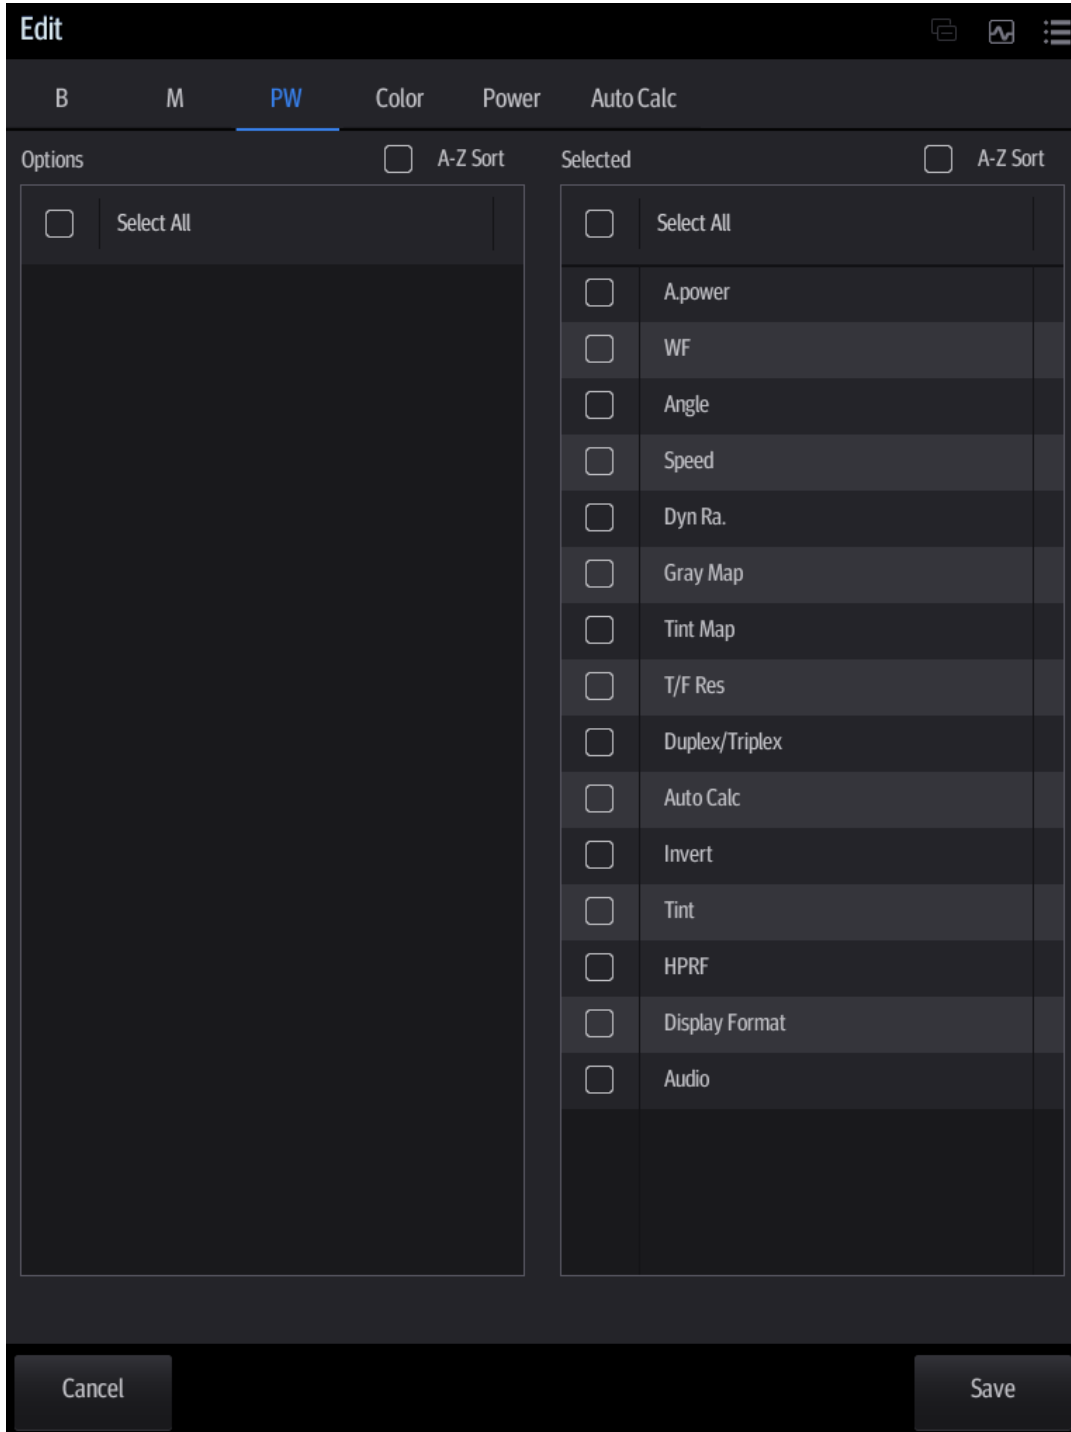 Edit
B M PW Color Power Auto Calc
Options A-Z Sort Selected A-Z Sort
Select All Select All
A.power
WF
Angle
Speed
Dyn Ra.
Gray Map
Tint Map
T/F Res
Duplex/Triplex
Auto Calc
Invert
Tint
HPRF
Display Format
Audio
Cancel Save